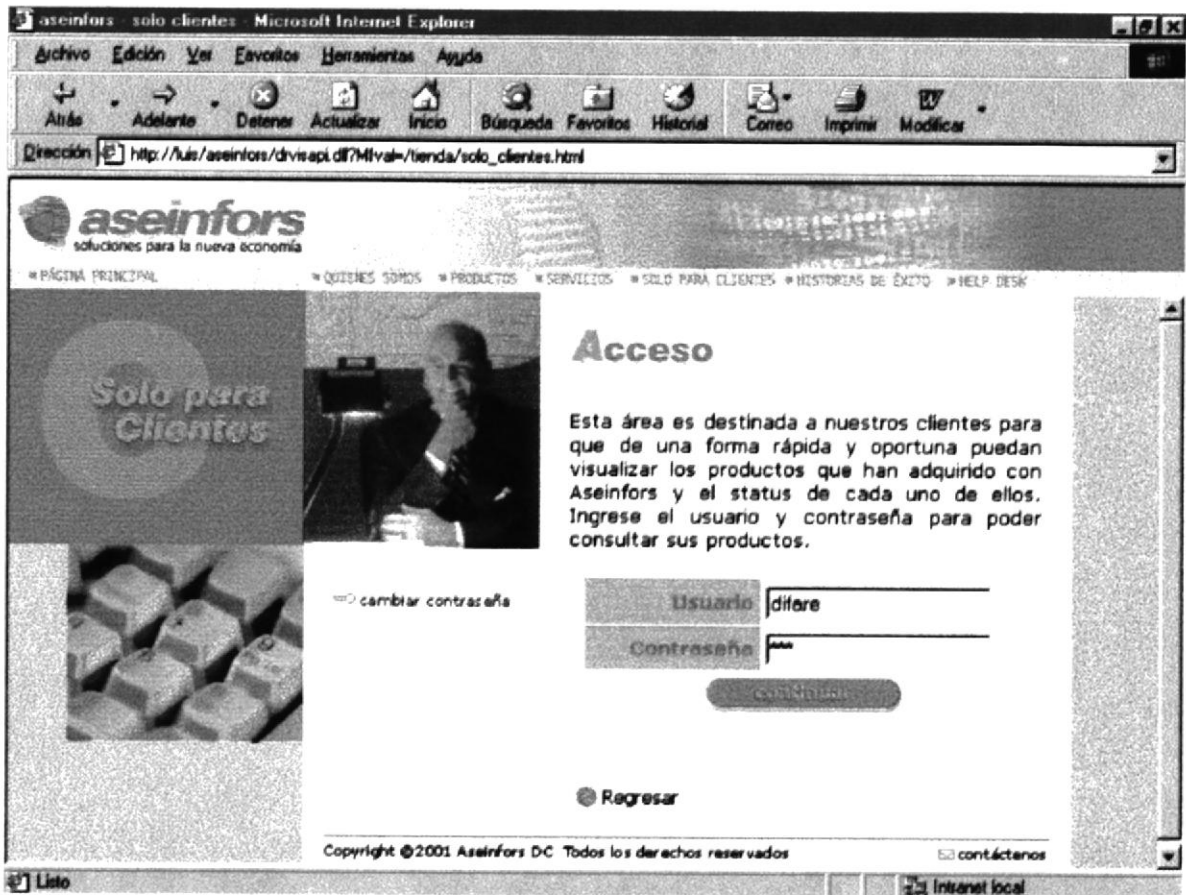 aseinfors - solo clientes - Microsoft Internet Explorer
Archivo Edición Ver Favoritos Herramientas Ayuda
Atrás Adelante Detener Actualizar Inicio Búsqueda Favoritos Historial Correo Imprimir Modificar
Dirección http://luis/aseinfors/drvisapi.dll?MIval=/tienda/solo_clientes.html
aseinfors
soluciones para la nueva economía
PÁGINA PRINCIPAL QUIENES SOMOS PRODUCTOS SERVICIOS SOLO PARA CLIENTES HISTORIAS DE ÉXITO HELP DESK
Solo para
Clientes
Acceso
Esta área es destinada a nuestros clientes para
que de una forma rápida y oportuna puedan
visualizar los productos que han adquirido con
Aseinfors y el status de cada uno de ellos.
Ingrese el usuario y contraseña para poder
consultar sus productos.
cambiar contraseña
Usuario difare
Contraseña ***
continuar
Regresar
Copyright ©2001 Aseinfors DC Todos los derechos reservados contáctenos
Listo Intranet local